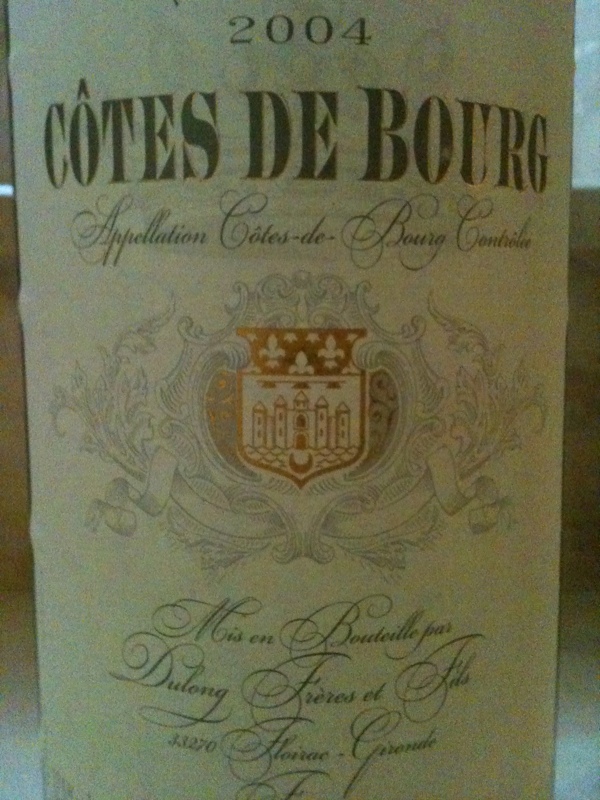 2004
CÔTES DE BOURG
Appellation Côtes-de-Bourg Contrôlée
Mis en Bouteille par
Dulong Frères et Fils
33270 Floirac - Gironde